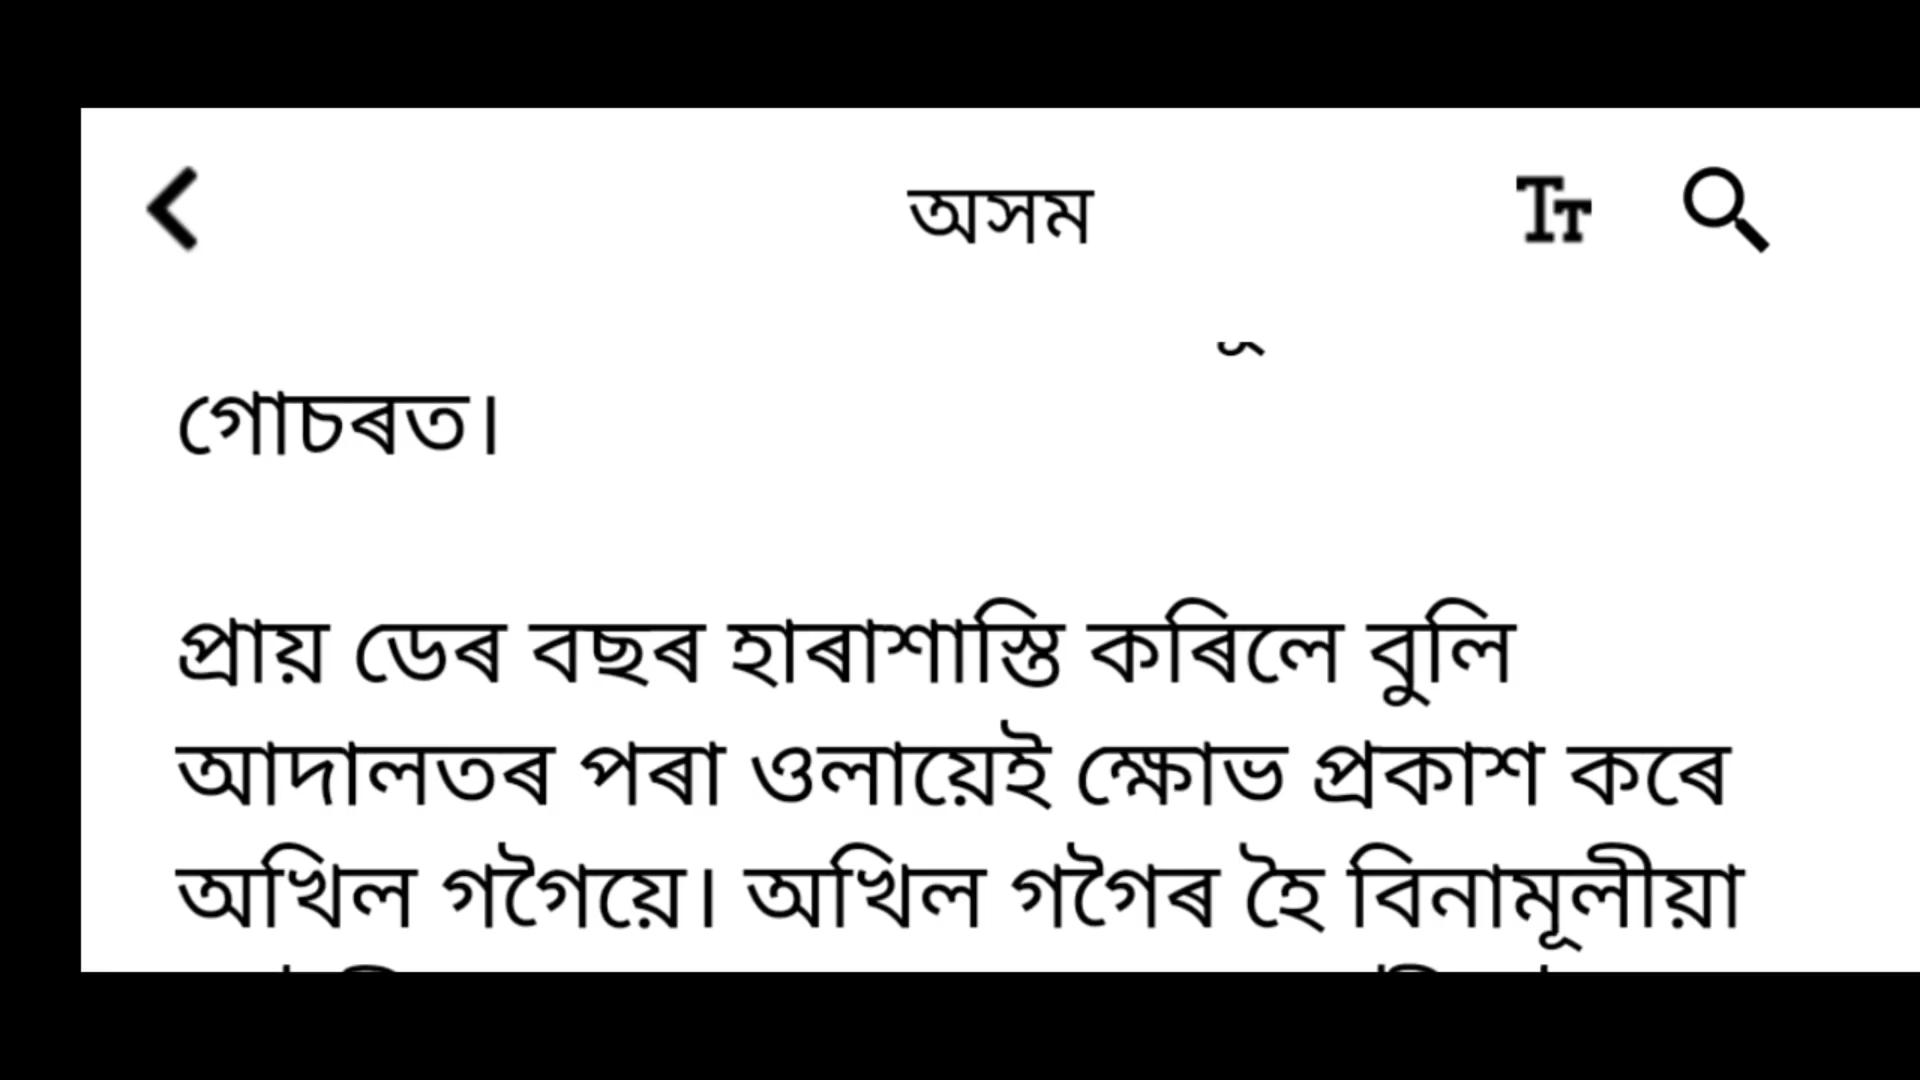 অসম
গোচৰত।
প্ৰায় ডেৰ বছৰ হাৰাশাস্তি কৰিলে বুলি
আদালতৰ পৰা ওলায়েই ক্ষোভ প্ৰকাশ কৰে
অখিল গগৈয়ে। অখিল গগৈৰ হৈ বিনামূলীয়া